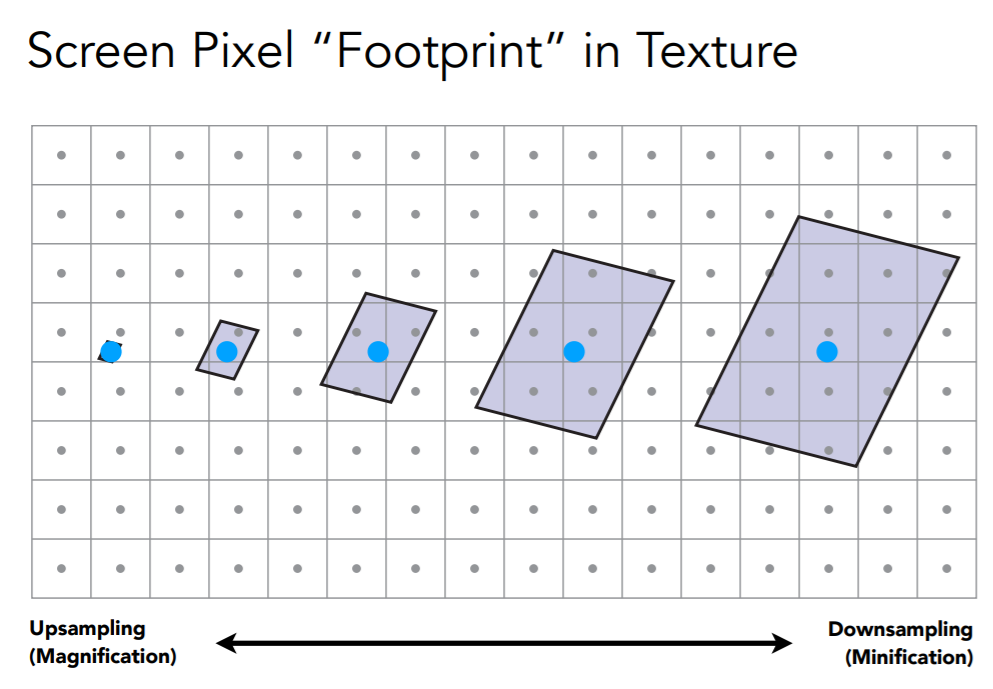 Screen Pixel “Footprint” in Texture
Upsampling
(Magnification)
Downsampling
(Minification)